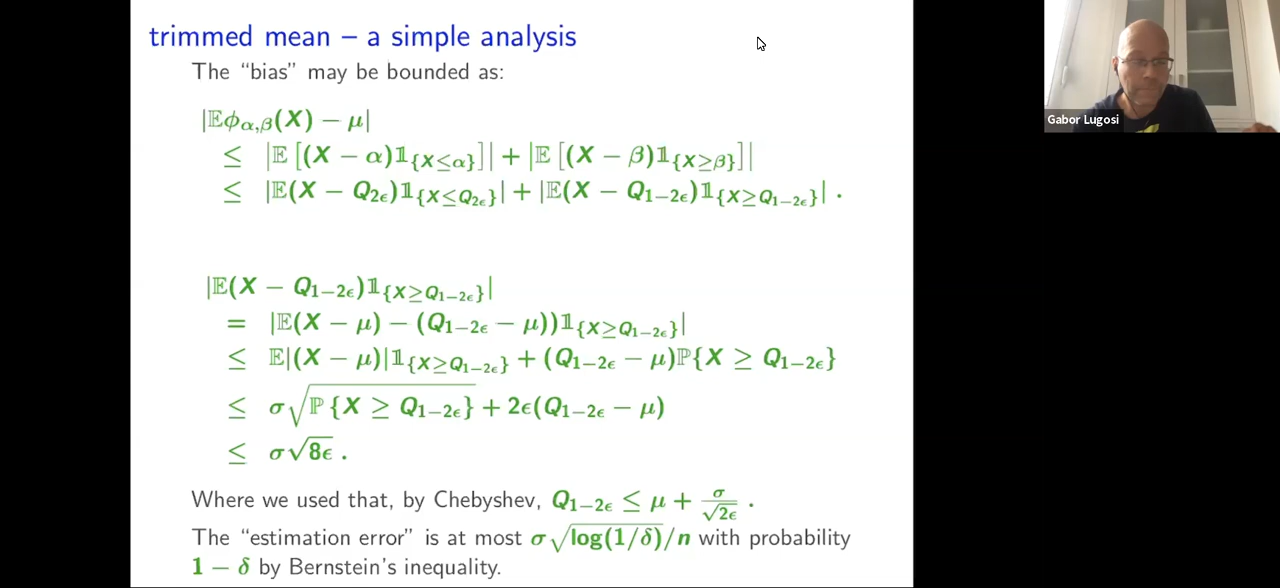 trimmed mean – a simple analysis
The “bias” may be bounded as:
|𝔼ϕ_{α,β}(X) − μ|
≤ |𝔼 [(X − α)𝟙_{{X≤α}}]| + |𝔼 [(X − β)𝟙_{{X≥β}}]|
≤ |𝔼(X − Q_{2ϵ})𝟙_{{X≤Q_{2ϵ}}}| + |𝔼(X − Q_{1−2ϵ})𝟙_{{X≥Q_{1−2ϵ}}}| .
|𝔼(X − Q_{1−2ϵ})𝟙_{{X≥Q_{1−2ϵ}}}|
= |𝔼(X − μ) − (Q_{1−2ϵ} − μ))𝟙_{{X≥Q_{1−2ϵ}}}|
≤ 𝔼|(X − μ)|𝟙_{{X≥Q_{1−2ϵ}}} + (Q_{1−2ϵ} − μ)ℙ{X ≥ Q_{1−2ϵ}}
≤ σ√(ℙ {X ≥ Q_{1−2ϵ}}) + 2ϵ(Q_{1−2ϵ} − μ)
≤ σ√(8ϵ) .
Where we used that, by Chebyshev, Q_{1−2ϵ} ≤ μ + σ/√(2ϵ) .
The “estimation error” is at most σ√(log(1/δ)/n with probability
1 − δ by Bernstein’s inequality.
Gabor Lugosi